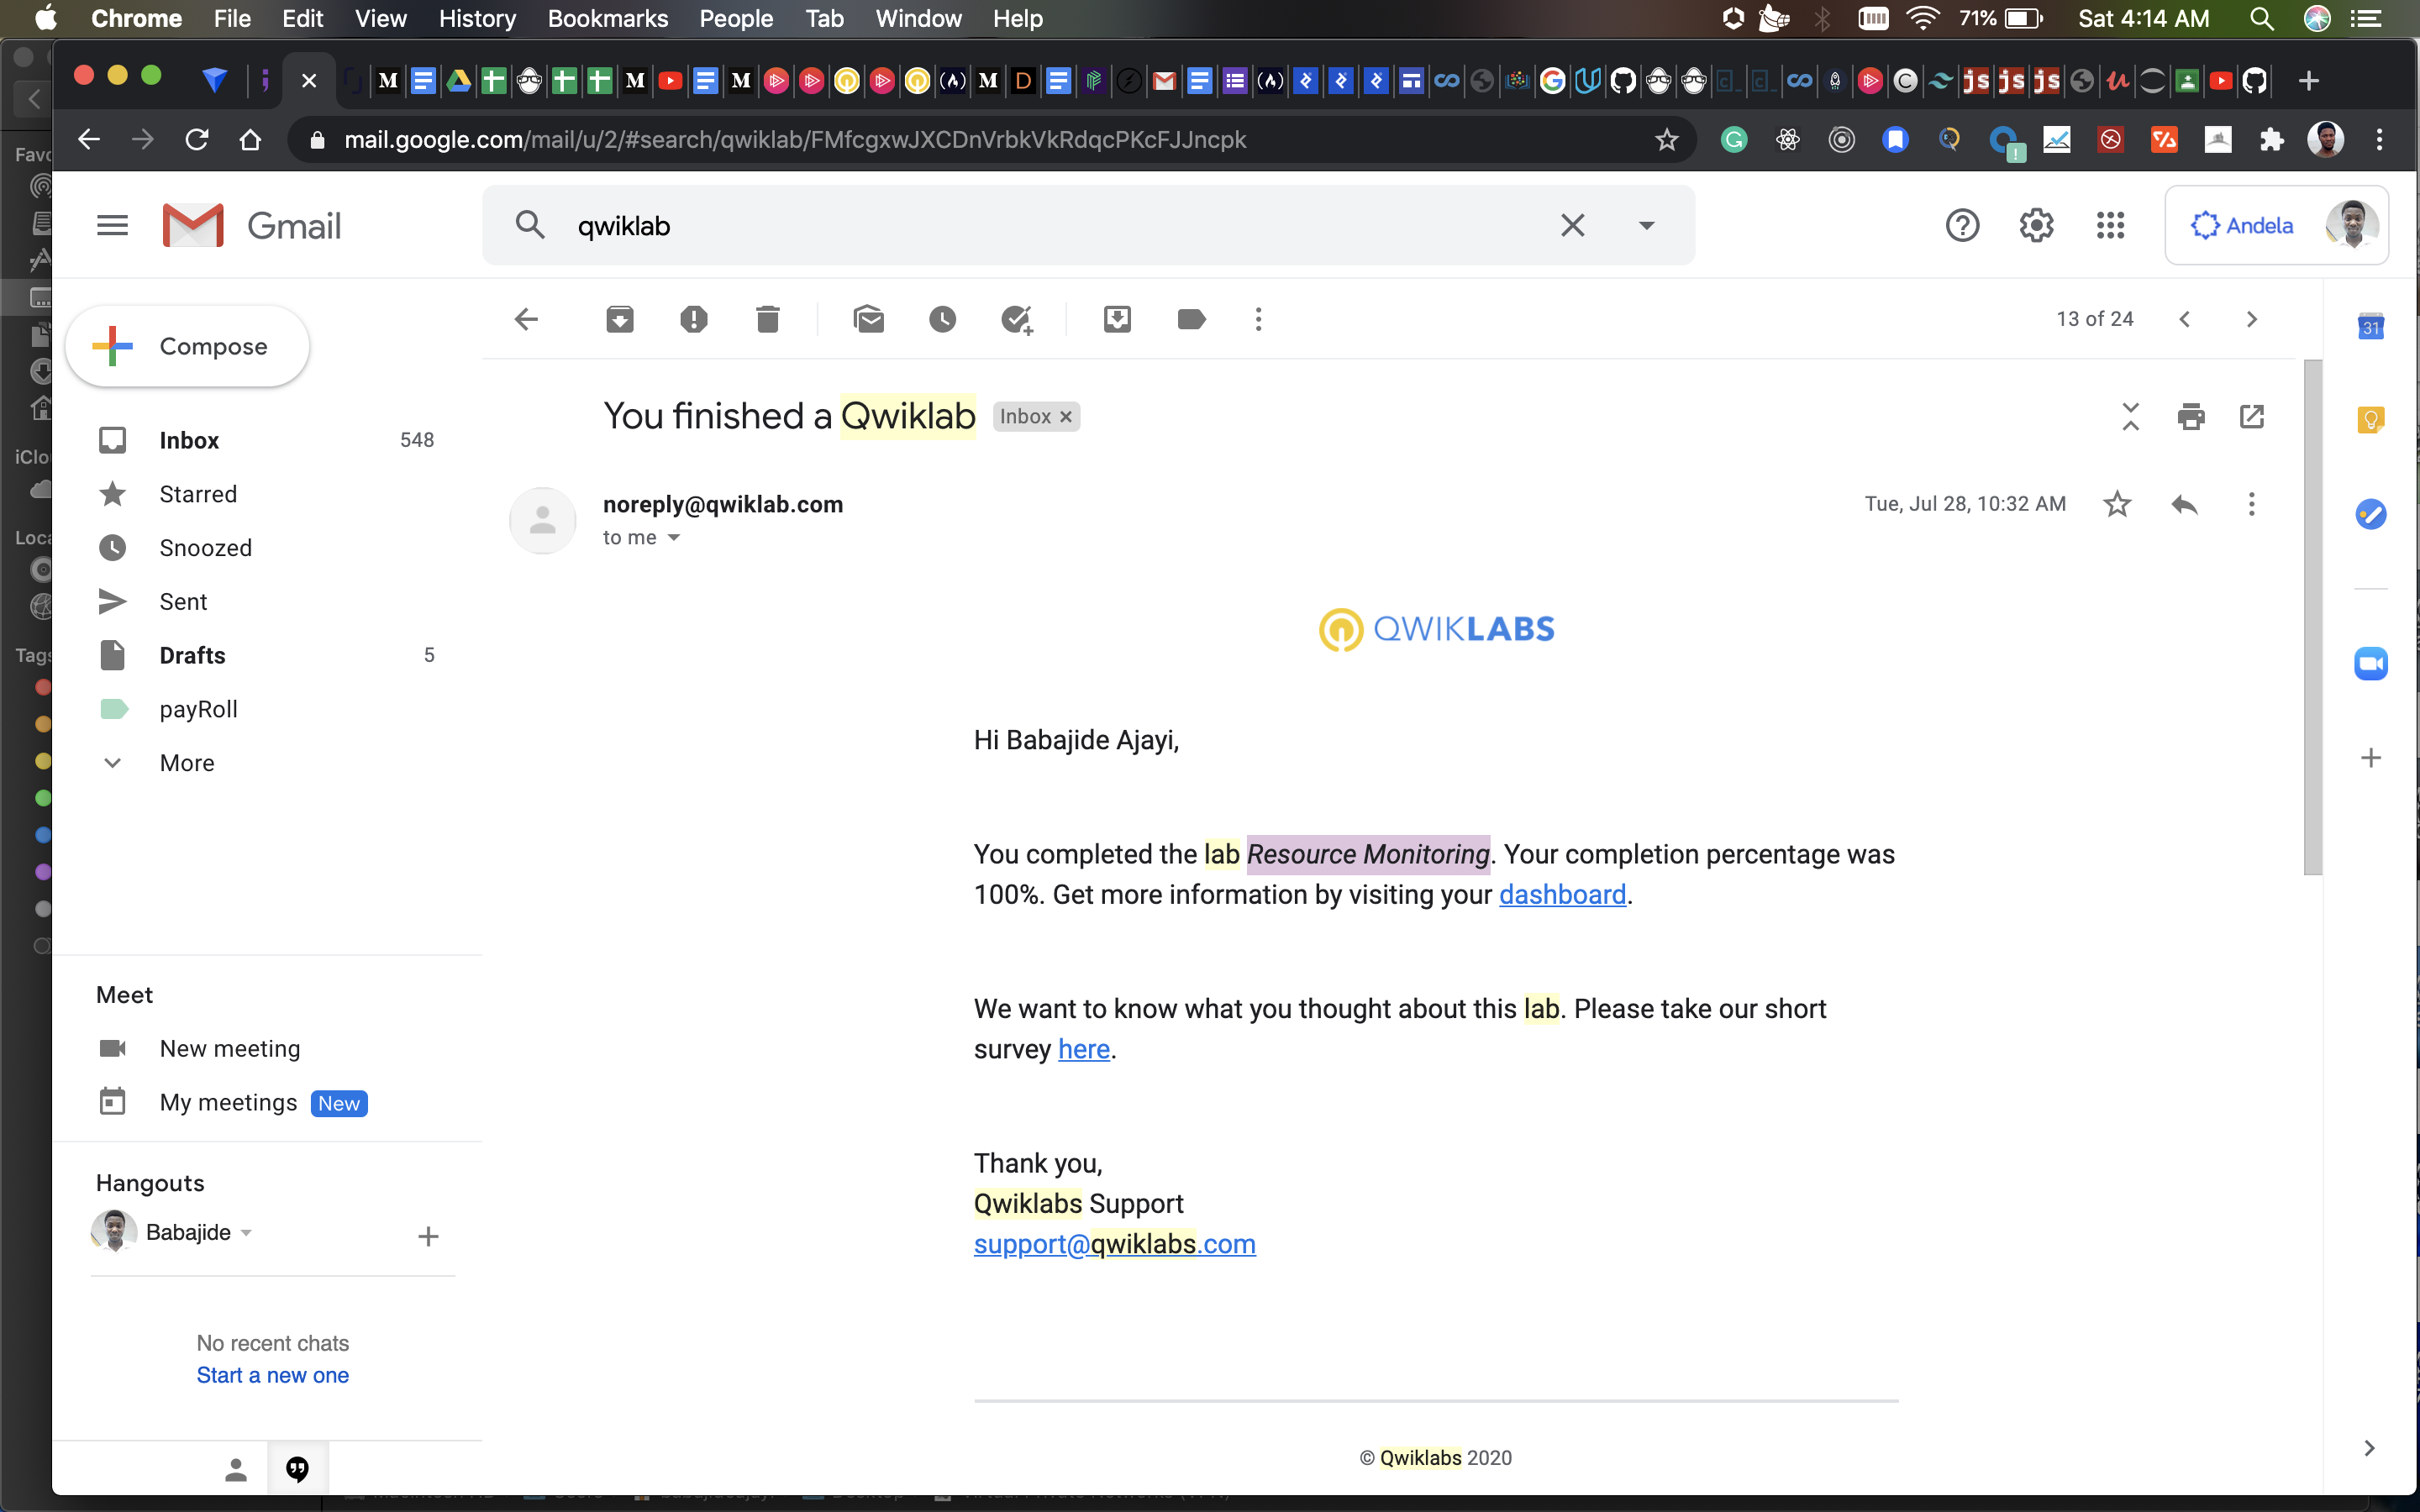 Chrome File Edit View History Bookmarks People Tab Window Help
71% Sat 4:14 AM
mail.google.com/mail/u/2/#search/qwiklab/FMfcgxwJXCDnVrbkVkRdqcPKcFJJncpk
Gmail
qwiklab
Andela
Compose
13 of 24
31
You finished a Qwiklab Inbox
Inbox 548
Starred
Snoozed
Sent
Drafts 5
payRoll
More
noreply@qwiklab.com
to me
Tue, Jul 28, 10:32 AM
QWIKLABS
Hi Babajide Ajayi,
You completed the lab Resource Monitoring. Your completion percentage was
100%. Get more information by visiting your dashboard.
We want to know what you thought about this lab. Please take our short
survey here.
Thank you,
Qwiklabs Support
support@qwiklabs.com
© Qwiklabs 2020
Meet
New meeting
My meetings New
Hangouts
Babajide
No recent chats
Start a new one
Favo
iClo
Loca
Tags